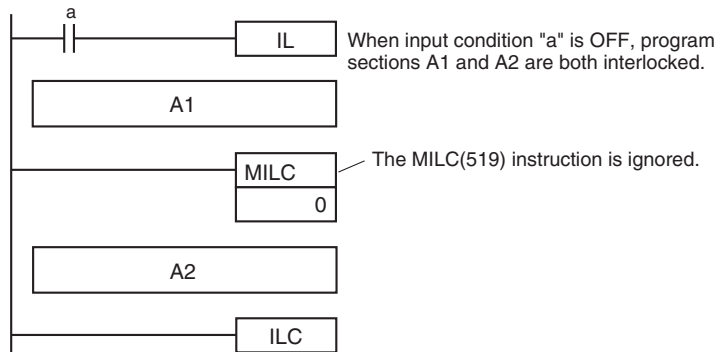 a
IL
When input condition "a" is OFF, program
sections A1 and A2 are both interlocked.
A1
MILC
The MILC(519) instruction is ignored.
0
A2
ILC